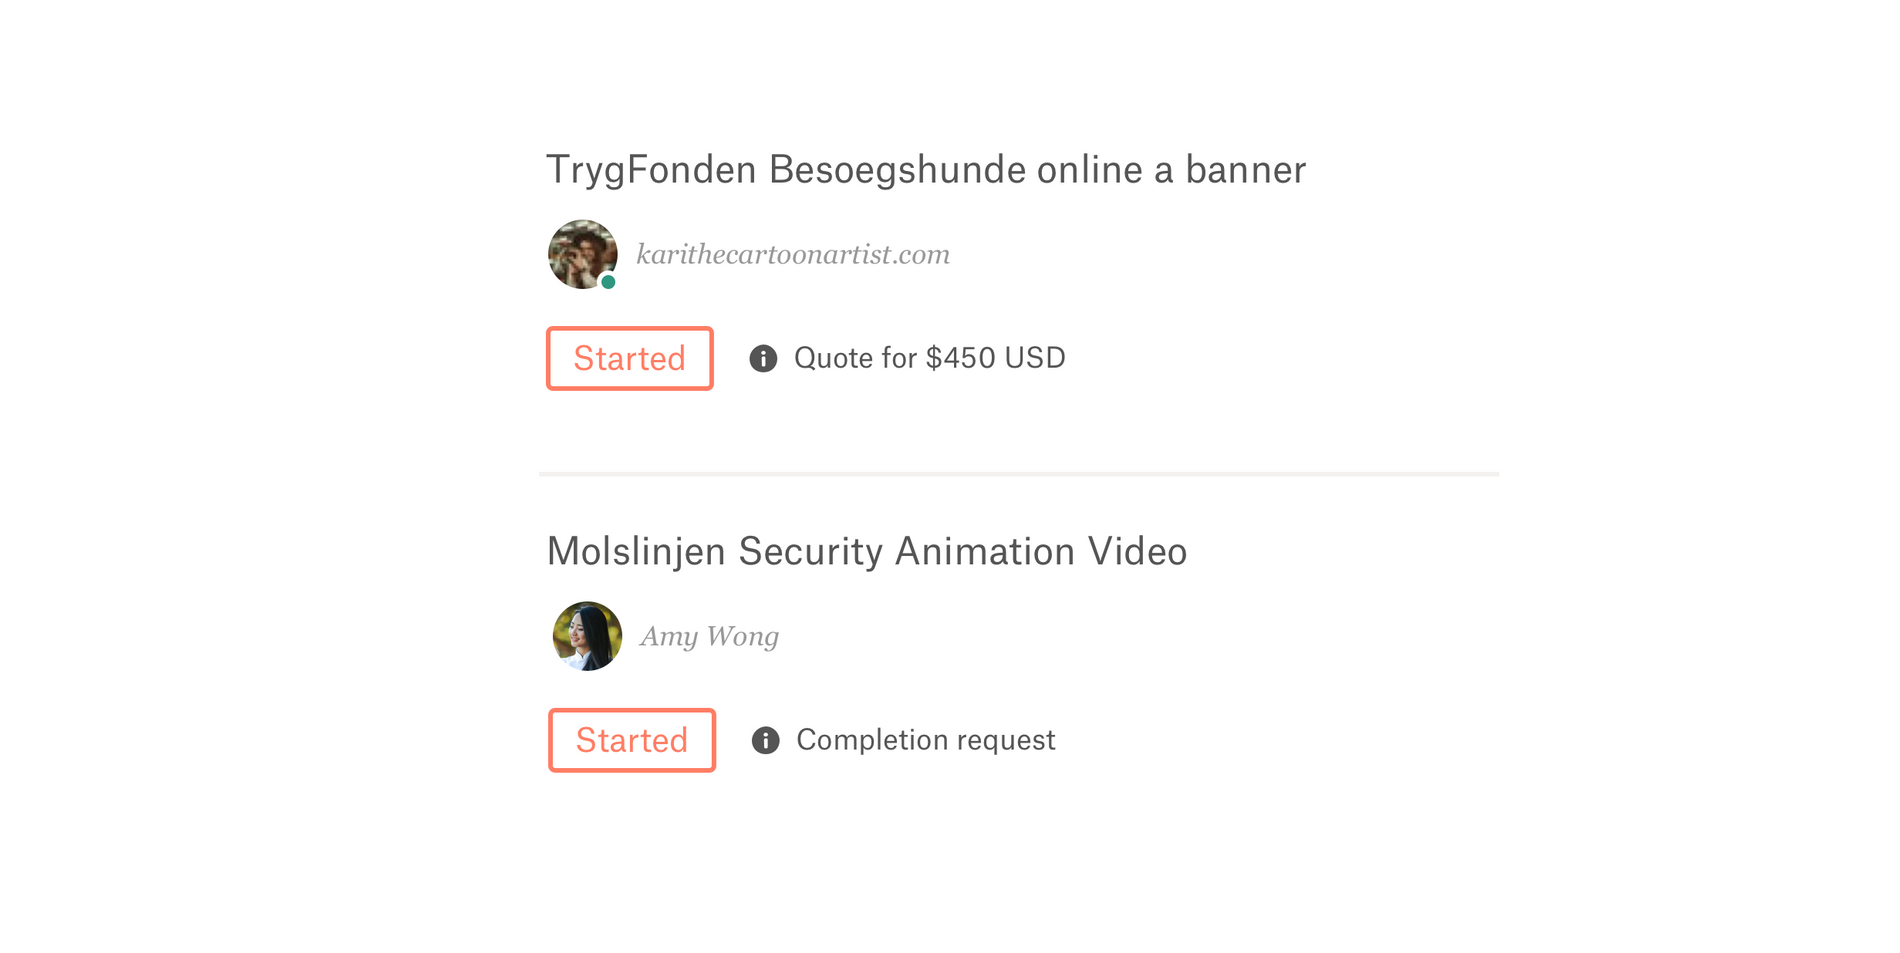 TrygFonden Besoegshunde online a banner
karithecartoonartist.com
Started
Quote for $450 USD
Molslinjen Security Animation Video
Amy Wong
Started
Completion request